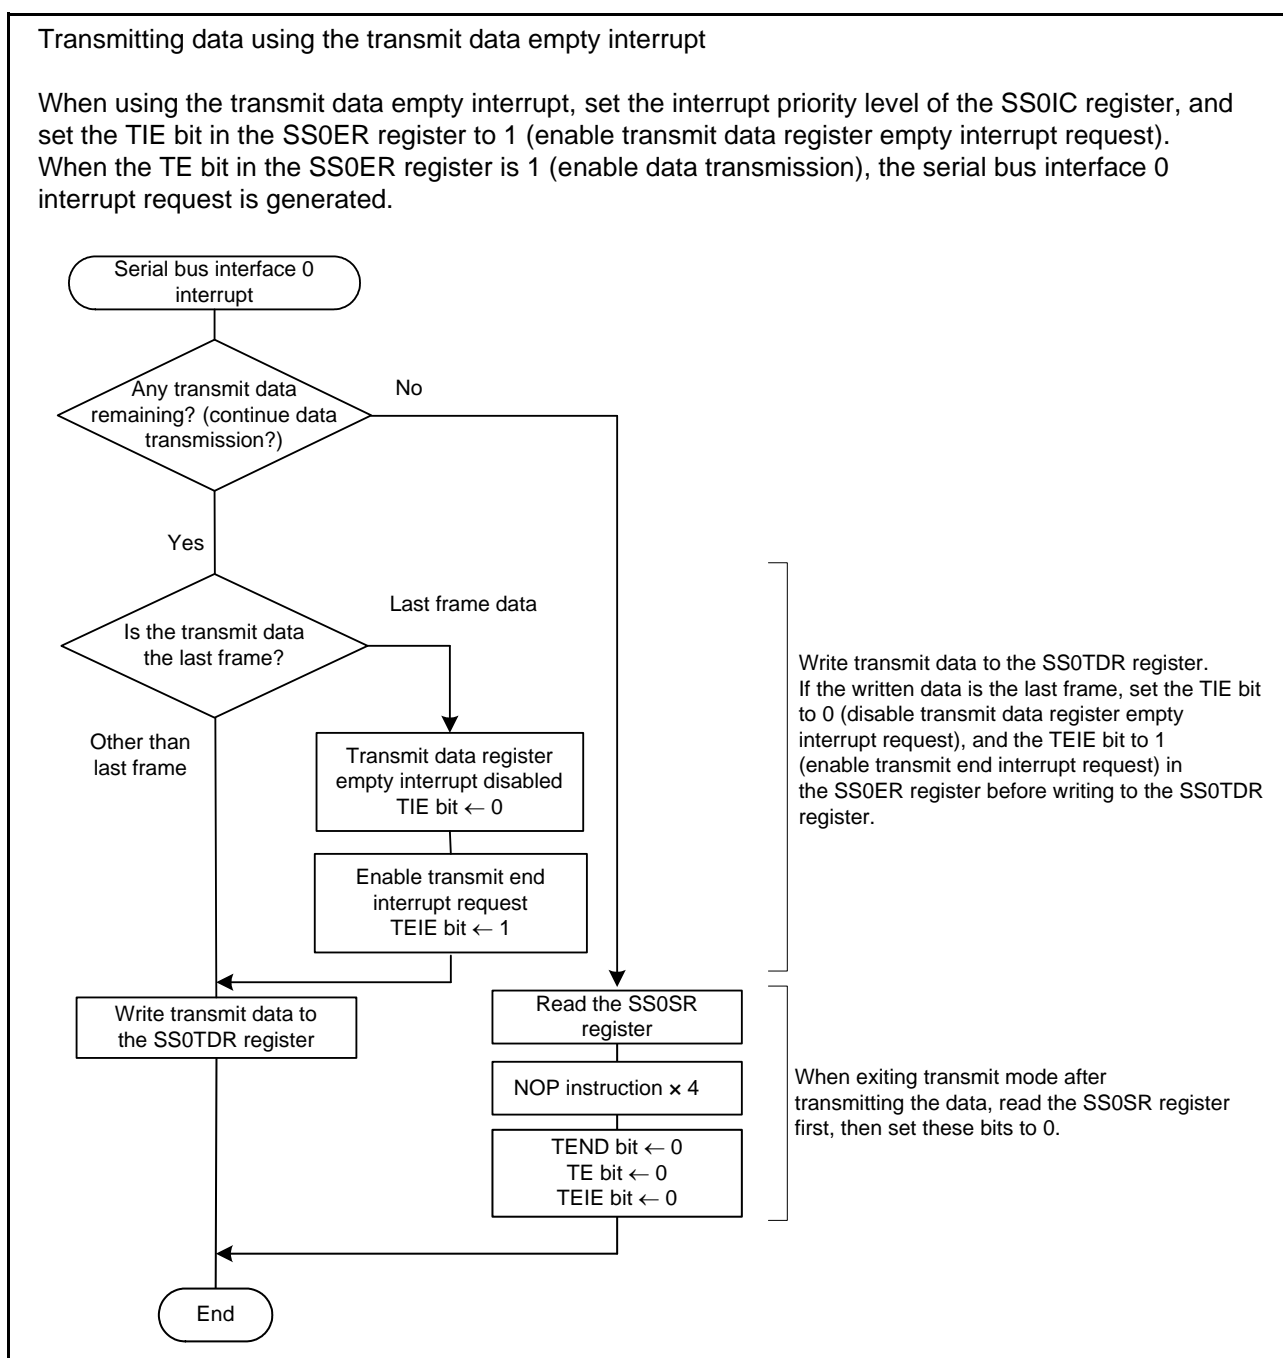 Transmitting data using the transmit data empty interrupt
When using the transmit data empty interrupt, set the interrupt priority level of the SS0IC register, and
set the TIE bit in the SS0ER register to 1 (enable transmit data register empty interrupt request).
When the TE bit in the SS0ER register is 1 (enable data transmission), the serial bus interface 0
interrupt request is generated.
Serial bus interface 0
interrupt
Any transmit data
remaining? (continue data
transmission?)
No
Yes
Is the transmit data
the last frame?
Last frame data
Other than
last frame
Transmit data register
empty interrupt disabled
TIE bit ← 0
Enable transmit end
interrupt request
TEIE bit ← 1
Write transmit data to the SS0TDR register.
If the written data is the last frame, set the TIE bit
to 0 (disable transmit data register empty
interrupt request), and the TEIE bit to 1
(enable transmit end interrupt request) in
the SS0ER register before writing to the SS0TDR
register.
Write transmit data to
the SS0TDR register
Read the SS0SR
register
NOP instruction × 4
TEND bit ← 0
TE bit ← 0
TEIE bit ← 0
When exiting transmit mode after
transmitting the data, read the SS0SR register
first, then set these bits to 0.
End